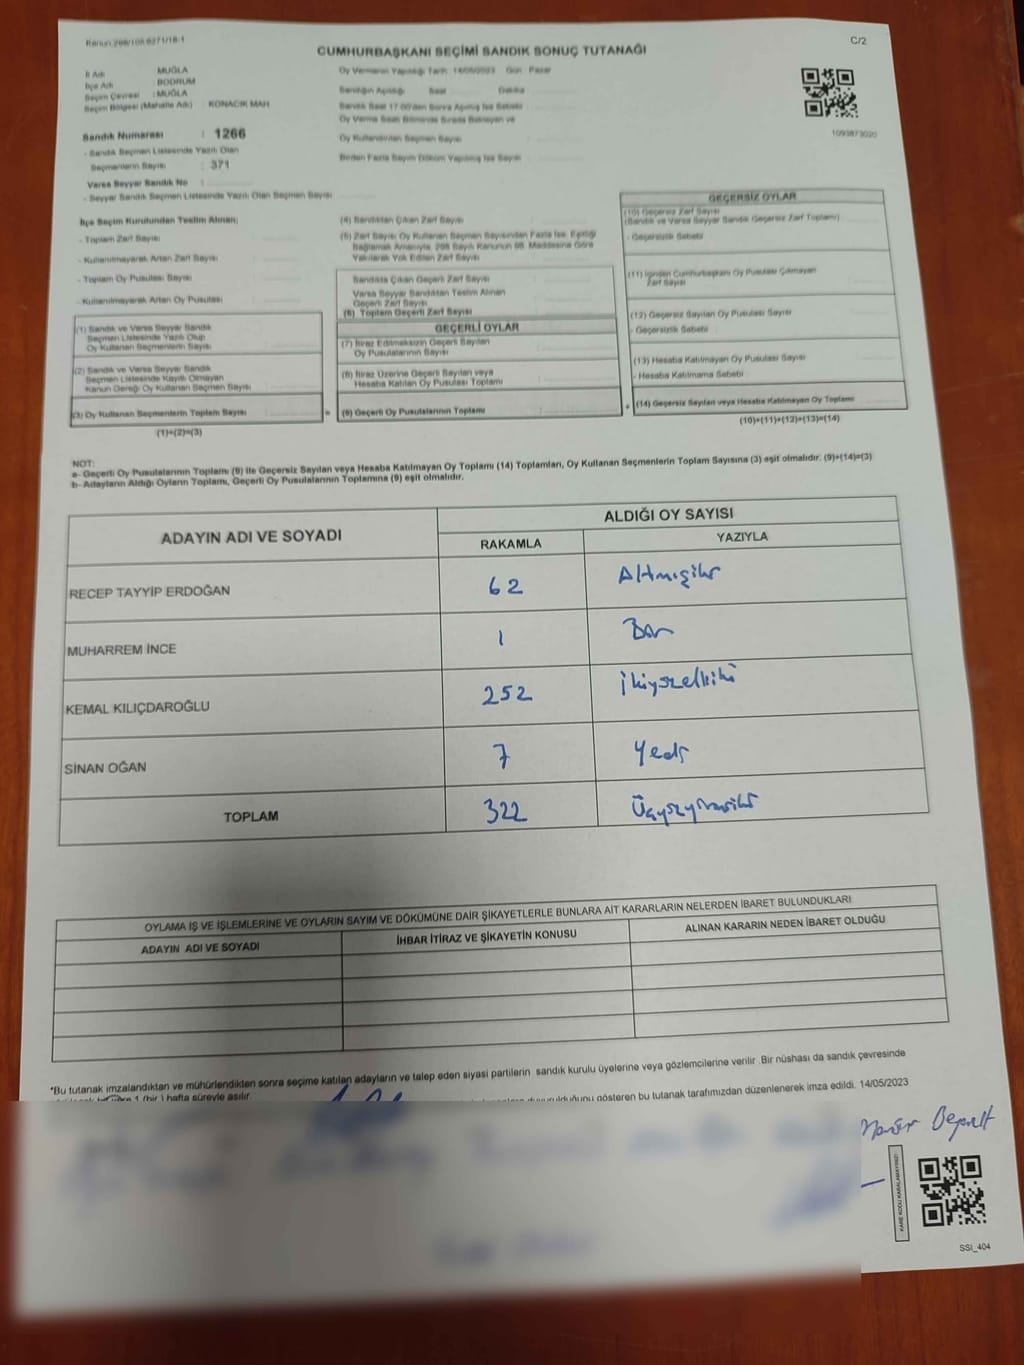 Kanun 298/105 6271/18-1
C/2
CUMHURBAŞKANI SEÇİMİ SANDIK SONUÇ TUTANAĞI
İl Adı : MUĞLA
İlçe Adı : BODRUM
Seçim Çevresi : MUĞLA
Seçim Bölgesi (Mahalle Adı) : KONACIK MAH
Sandık Numarası : 1266
- Sandık Seçmen Listesinde Yazılı Olan
Seçmenlerin Sayısı : 371
Varsa Seyyar Sandık No :
- Seyyar Sandık Seçmen Listesinde Yazılı Olan Seçmen Sayısı
Oy Vermenin Yapıldığı Tarih: 14/05/2023 Gün: Pazar
Sandığın Açıldığı Saat Dakika
Sandık Saat 17:00'den Sonra Açılmış İse Sebebi
Oy Verme Saati Bitiminde Sırada Bekleyen ve
Oy Kullandırılan Seçmen Sayısı
Birden Fazla Sayım Döküm Yapılmış İse Sayısı
1093873020
İlçe Seçim Kurulundan Teslim Alınan;
- Toplam Zarf Sayısı
- Kullanılmayarak Artan Zarf Sayısı
- Toplam Oy Pusulası Sayısı
- Kullanılmayarak Artan Oy Pusulası
(1) Sandık ve Varsa Seyyar Sandık
Seçmen Listesinde Yazılı Olup
Oy Kullanan Seçmenlerin Sayısı
(2) Sandık ve Varsa Seyyar Sandık
Seçmen Listesinde Kayıtlı Olmayan
Kanun Gereği Oy Kullanan Seçmen Sayısı
(3) Oy Kullanan Seçmenlerin Toplam Sayısı
(1)+(2)=(3)
(4) Sandıktan Çıkan Zarf Sayısı
(5) Zarf Sayısı Oy Kullanan Seçmen Sayısından Fazla İse, Eşitliği
Sağlamak Amacıyla, 298 Sayılı Kanunun 98. Maddesine Göre
Yakılarak Yok Edilen Zarf Sayısı
Sandıkta Çıkan Geçerli Zarf Sayısı
Varsa Seyyar Sandıktan Teslim Alınan
Geçerli Zarf Sayısı
(6) Toplam Geçerli Zarf Sayısı
GEÇERLİ OYLAR
(7) İtiraz Edilmeksizin Geçerli Sayılan
Oy Pusulalarının Sayısı
(8) İtiraz Üzerine Geçerli Sayılan veya
Hesaba Katılan Oy Pusulası Toplamı
= (9) Geçerli Oy Pusulalarının Toplamı
GEÇERSİZ OYLAR
(10) Geçersiz Zarf Sayısı
(Sandık ve Varsa Seyyar Sandık Geçersiz Zarf Toplamı)
- Geçersizlik Sebebi
(11) İçinden Cumhurbaşkanı Oy Pusulası Çıkmayan
Zarf Sayısı
(12) Geçersiz Sayılan Oy Pusulası Sayısı
- Geçersizlik Sebebi
(13) Hesaba Katılmayan Oy Pusulası Sayısı
- Hesaba Katılmama Sebebi
+ (14) Geçersiz Sayılan veya Hesaba Katılmayan Oy Toplamı
(10)+(11)+(12)+(13)=(14)
NOT:
a- Geçerli Oy Pusulalarının Toplamı (9) ile Geçersiz Sayılan veya Hesaba Katılmayan Oy Toplamı (14) Toplamları, Oy Kullanan Seçmenlerin Toplam Sayısına (3) eşit olmalıdır. (9)+(14)=(3)
b- Adayların Aldığı Oyların Toplamı, Geçerli Oy Pusulalarının Toplamına (9) eşit olmalıdır.
ADAYIN ADI VE SOYADI
ALDIĞI OY SAYISI
RAKAMLA YAZIYLA
RECEP TAYYİP ERDOĞAN 62 Altmışiki
MUHARREM İNCE 1 Bir
KEMAL KILIÇDAROĞLU 252 İkiyüzelliiki
SİNAN OĞAN 7 Yedi
TOPLAM 322 Üçyüzyirmiiki
OYLAMA İŞ VE İŞLEMLERİNE VE OYLARIN SAYIM VE DÖKÜMÜNE DAİR ŞİKAYETLERLE BUNLARA AİT KARARLARIN NELERDEN İBARET BULUNDUKLARI
ADAYIN ADI VE SOYADI İHBAR İTİRAZ VE ŞİKAYETİN KONUSU ALINAN KARARIN NEDEN İBARET OLDUĞU
*Bu tutanak imzalandıktan ve mühürlendikten sonra seçime katılan adayların ve talep eden siyasi partilerin sandık kurulu üyelerine veya gözlemcilerine verilir .Bir nüshası da sandık çevresinde
üzere 1 (bir ) hafta süreyle asılır. duyurulduğunu gösteren bu tutanak tarafımızdan düzenlenerek imza edildi. 14/05/2023
KARE KODU KARALAMAYINIZ!
SSI_404